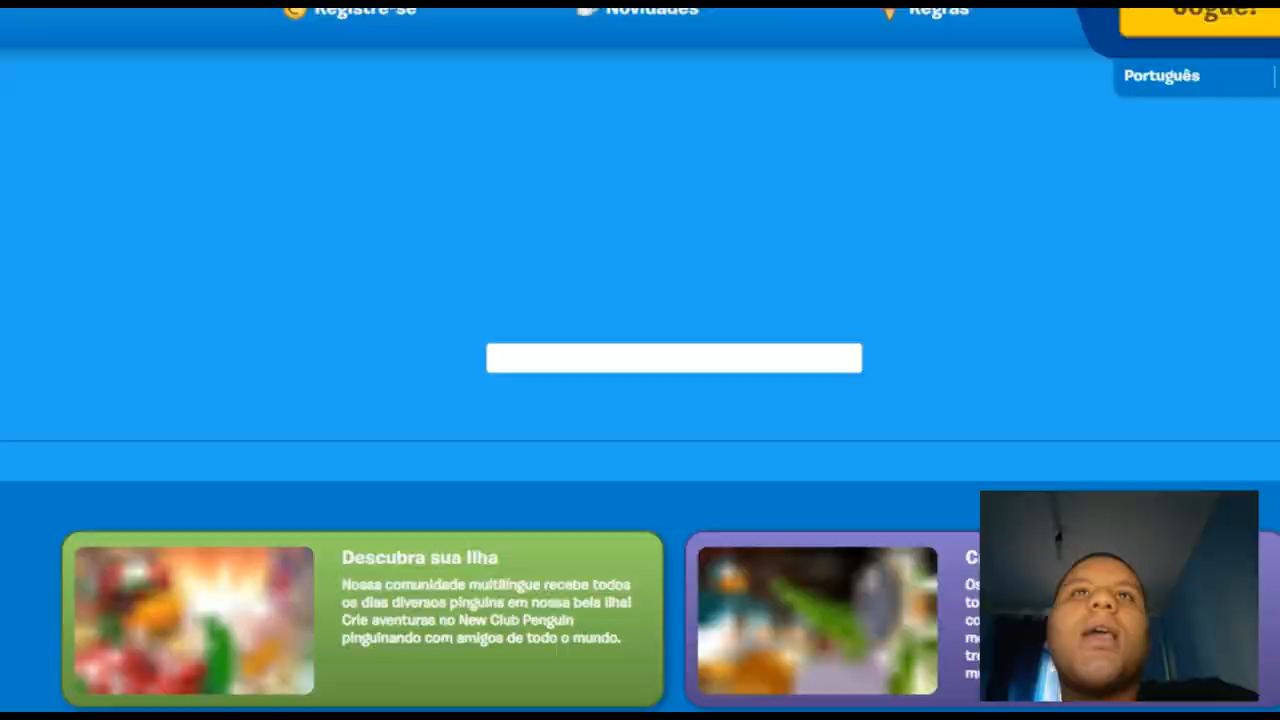 Registre-se
Novidades
Regras
Jogue!
Português
Descubra sua Ilha
Nossa comunidade multilíngue recebe todos
os dias diversos pinguins em nossa bela ilha!
Crie aventuras no New Club Penguin
pinguinando com amigos de todo o mundo.